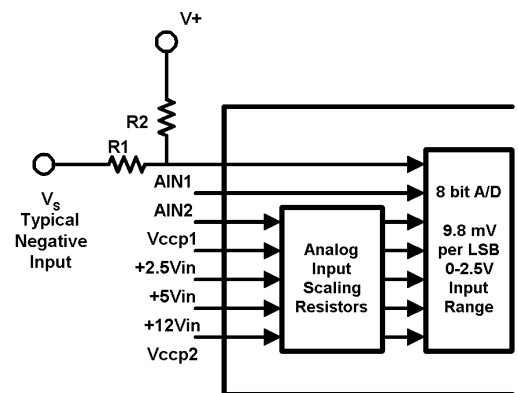 V+
R2
R1
Vs
Typical
Negative
Input
AIN1
AIN2
Vccp1
+2.5Vin
+5Vin
+12Vin
Vccp2
Analog
Input
Scaling
Resistors
8 bit A/D
9.8 mV
per LSB
0-2.5V
Input
Range